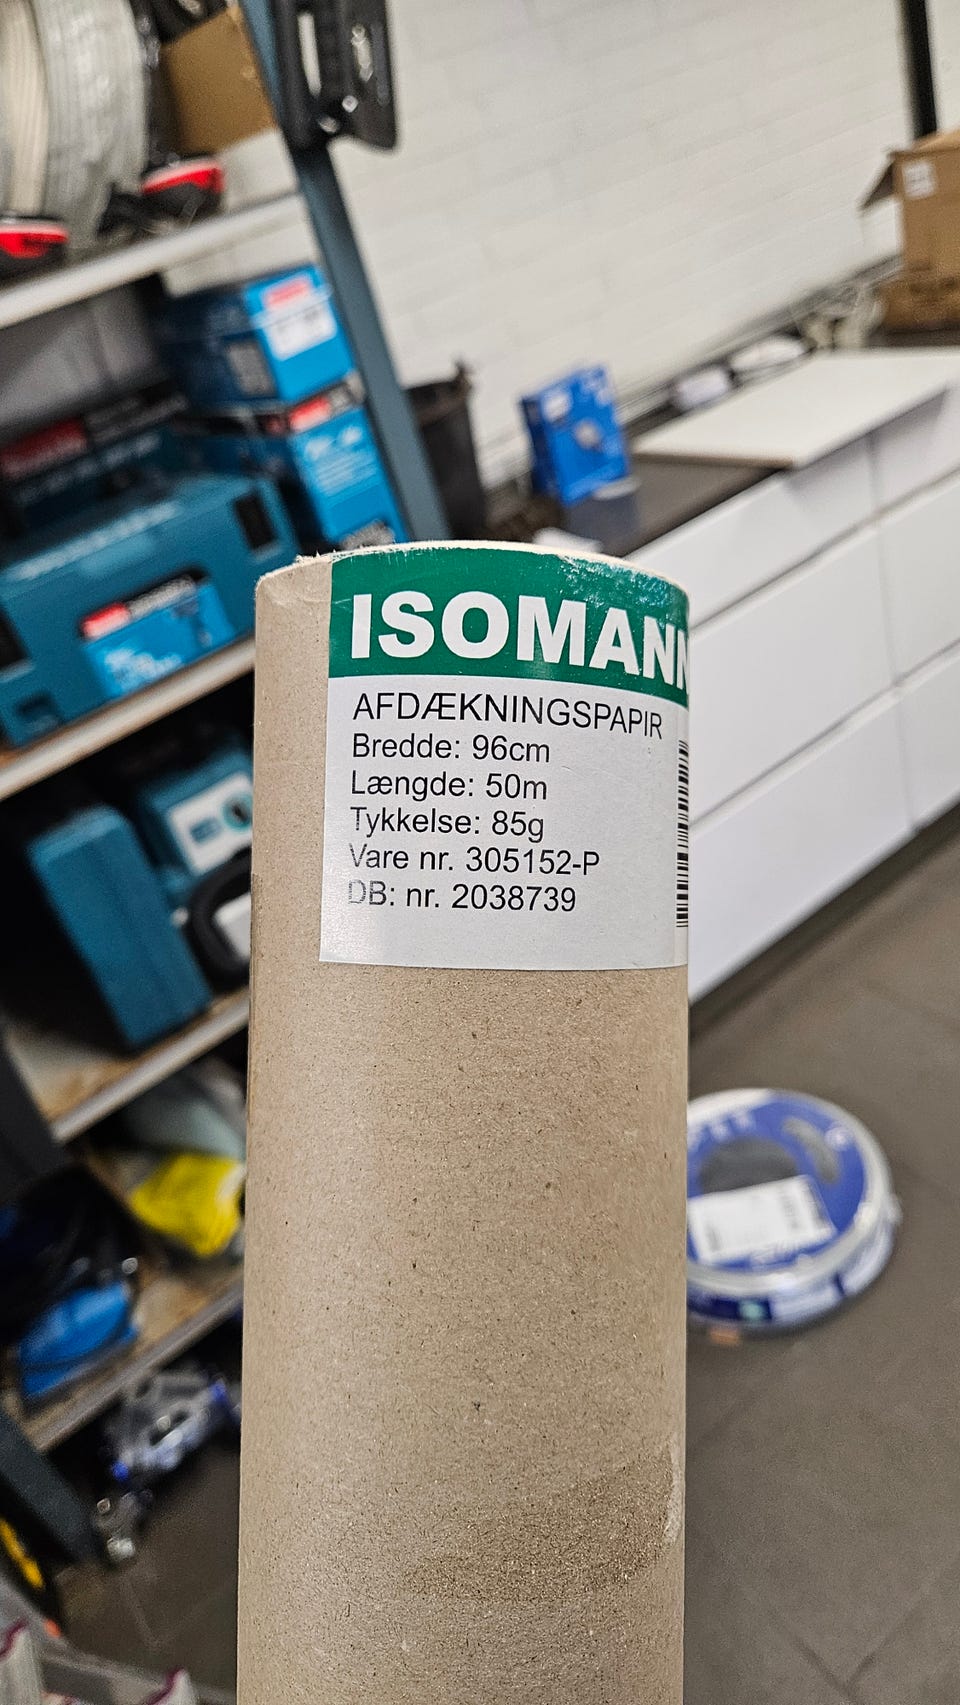 ISOMANN
AFDÆKNINGSPAPIR
Bredde: 96cm
Længde: 50m
Tykkelse: 85g
Vare nr. 305152-P
DB: nr. 2038739